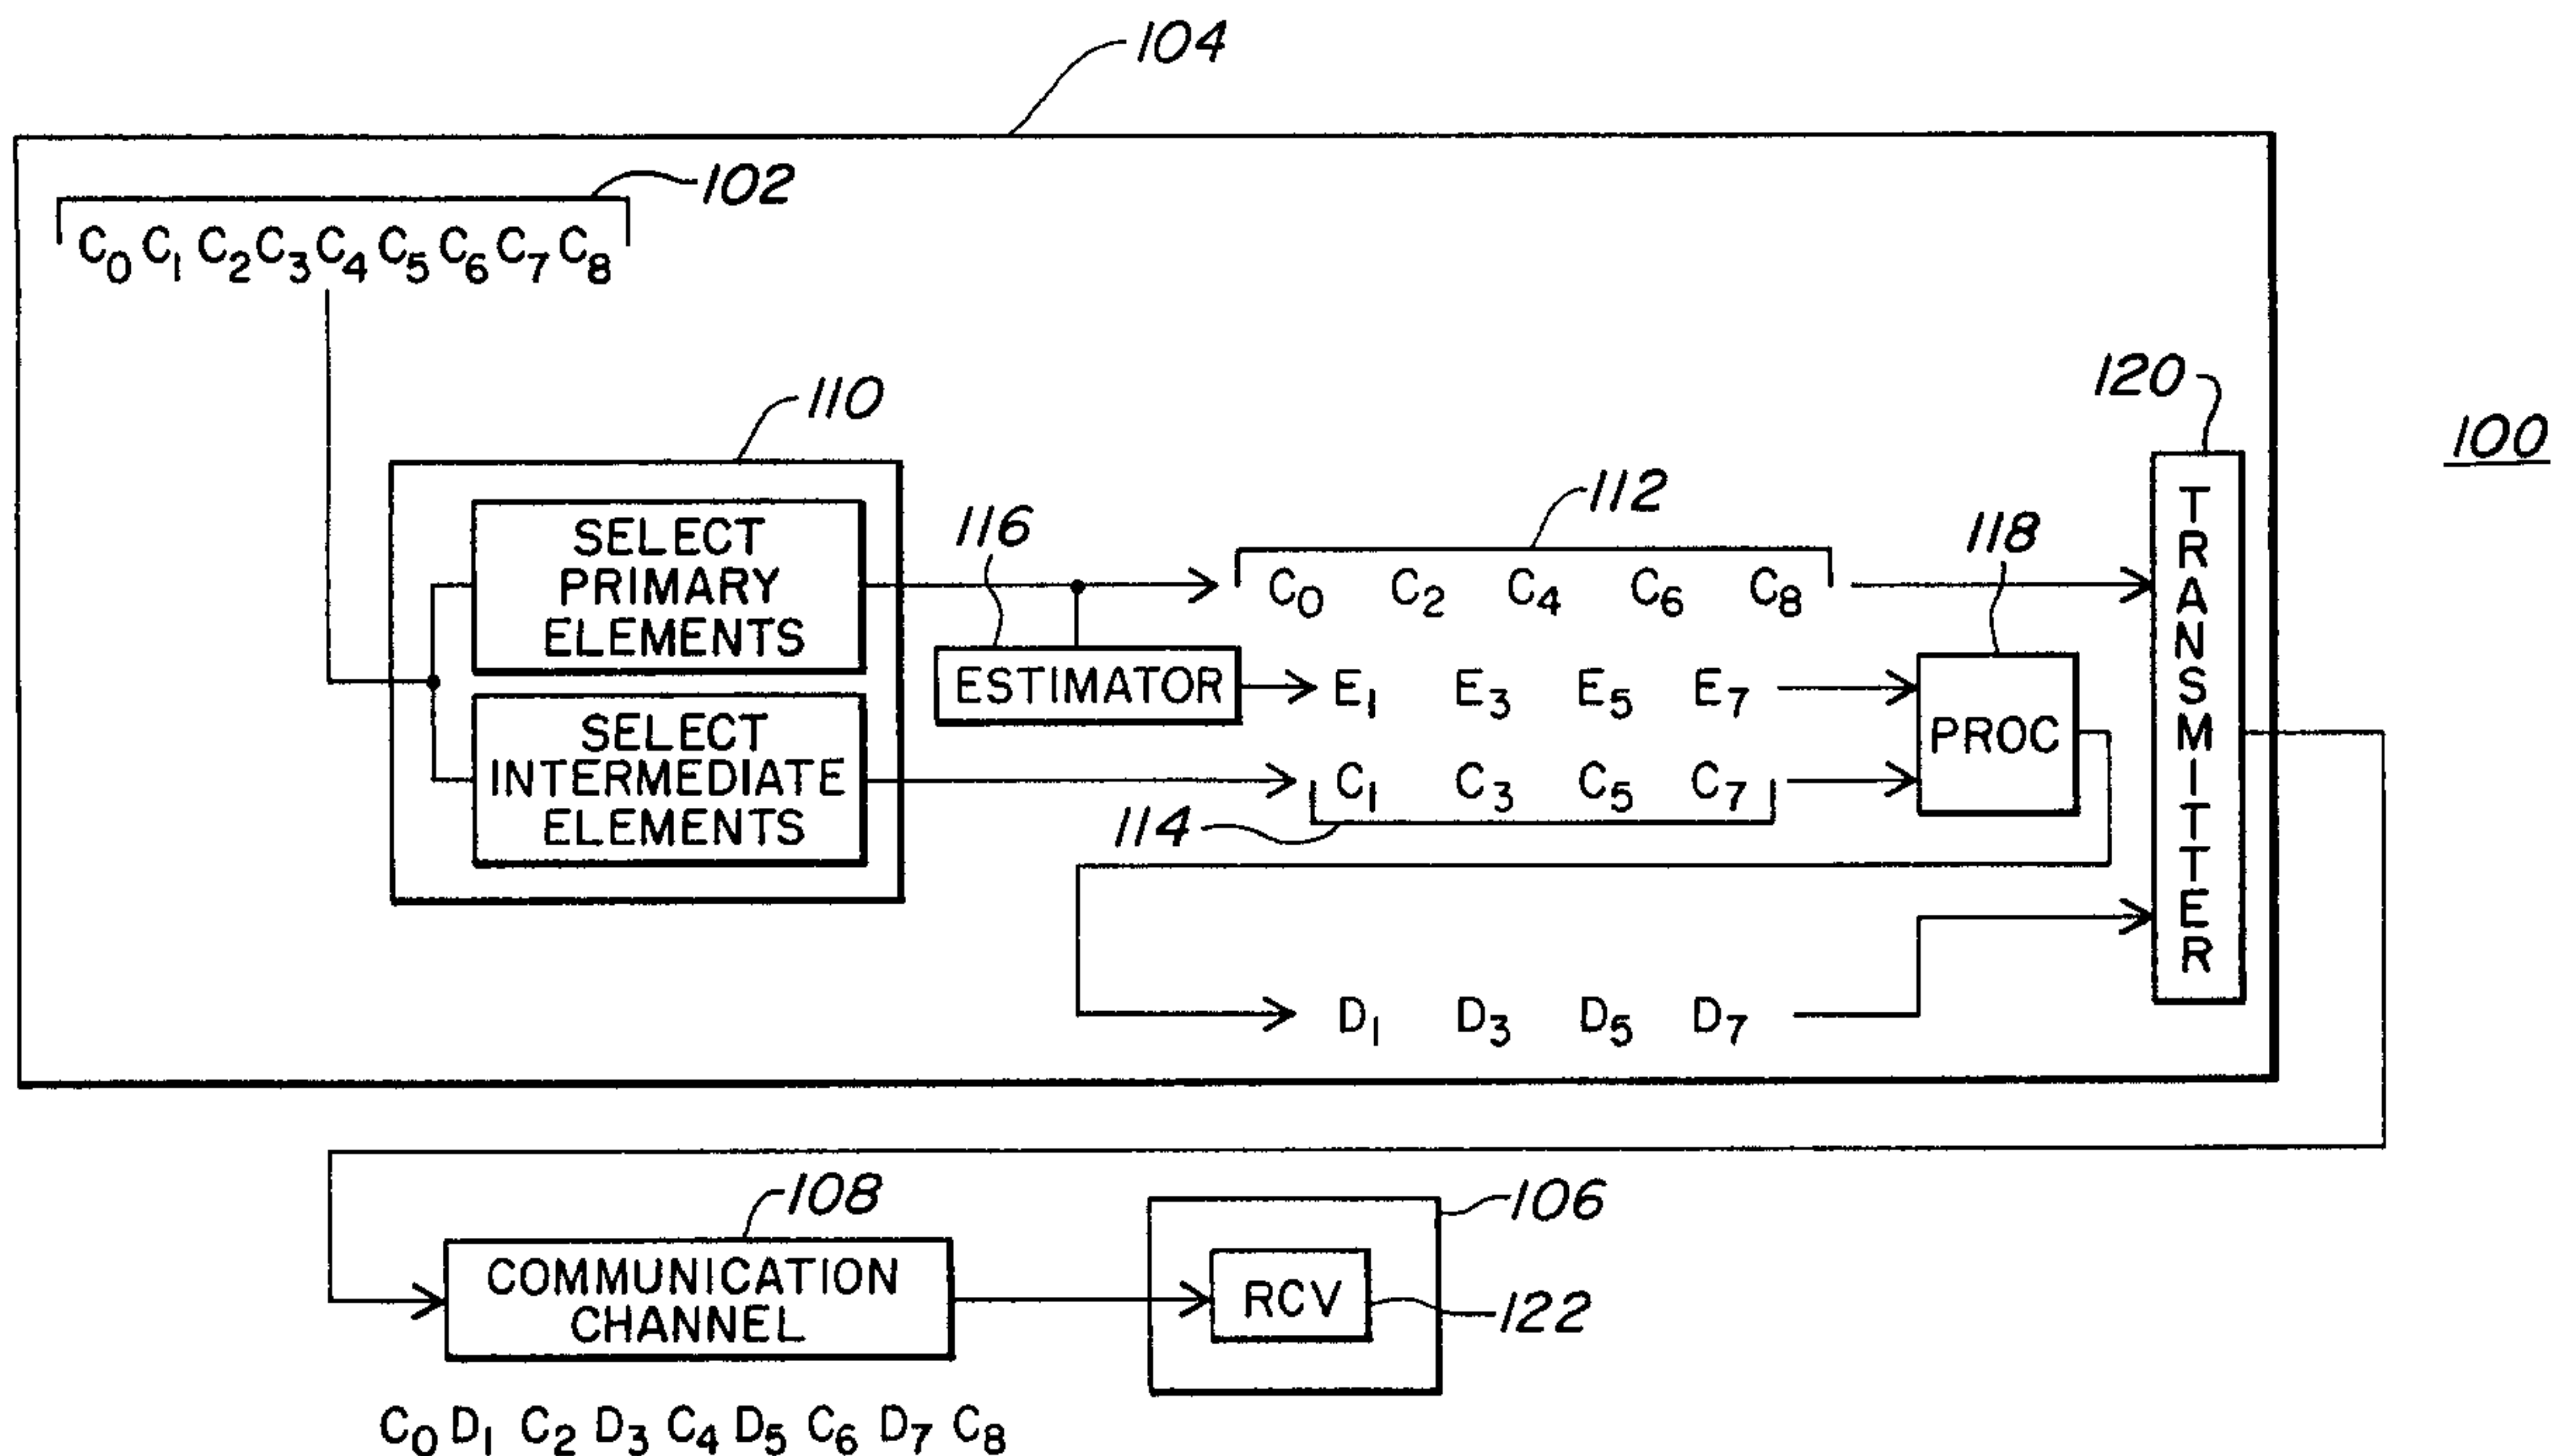 104
102
C0 C1 C2 C3 C4 C5 C6 C7 C8
110
120
100
SELECT
PRIMARY
ELEMENTS
116
112
118
C0 C2 C4 C6 C8
TRANSMITTER
ESTIMATOR
E1 E3 E5 E7
PROC
SELECT
INTERMEDIATE
ELEMENTS
C1 C3 C5 C7
114
D1 D3 D5 D7
108
106
COMMUNICATION
CHANNEL
RCV
122
C0 D1 C2 D3 C4 D5 C6 D7 C8